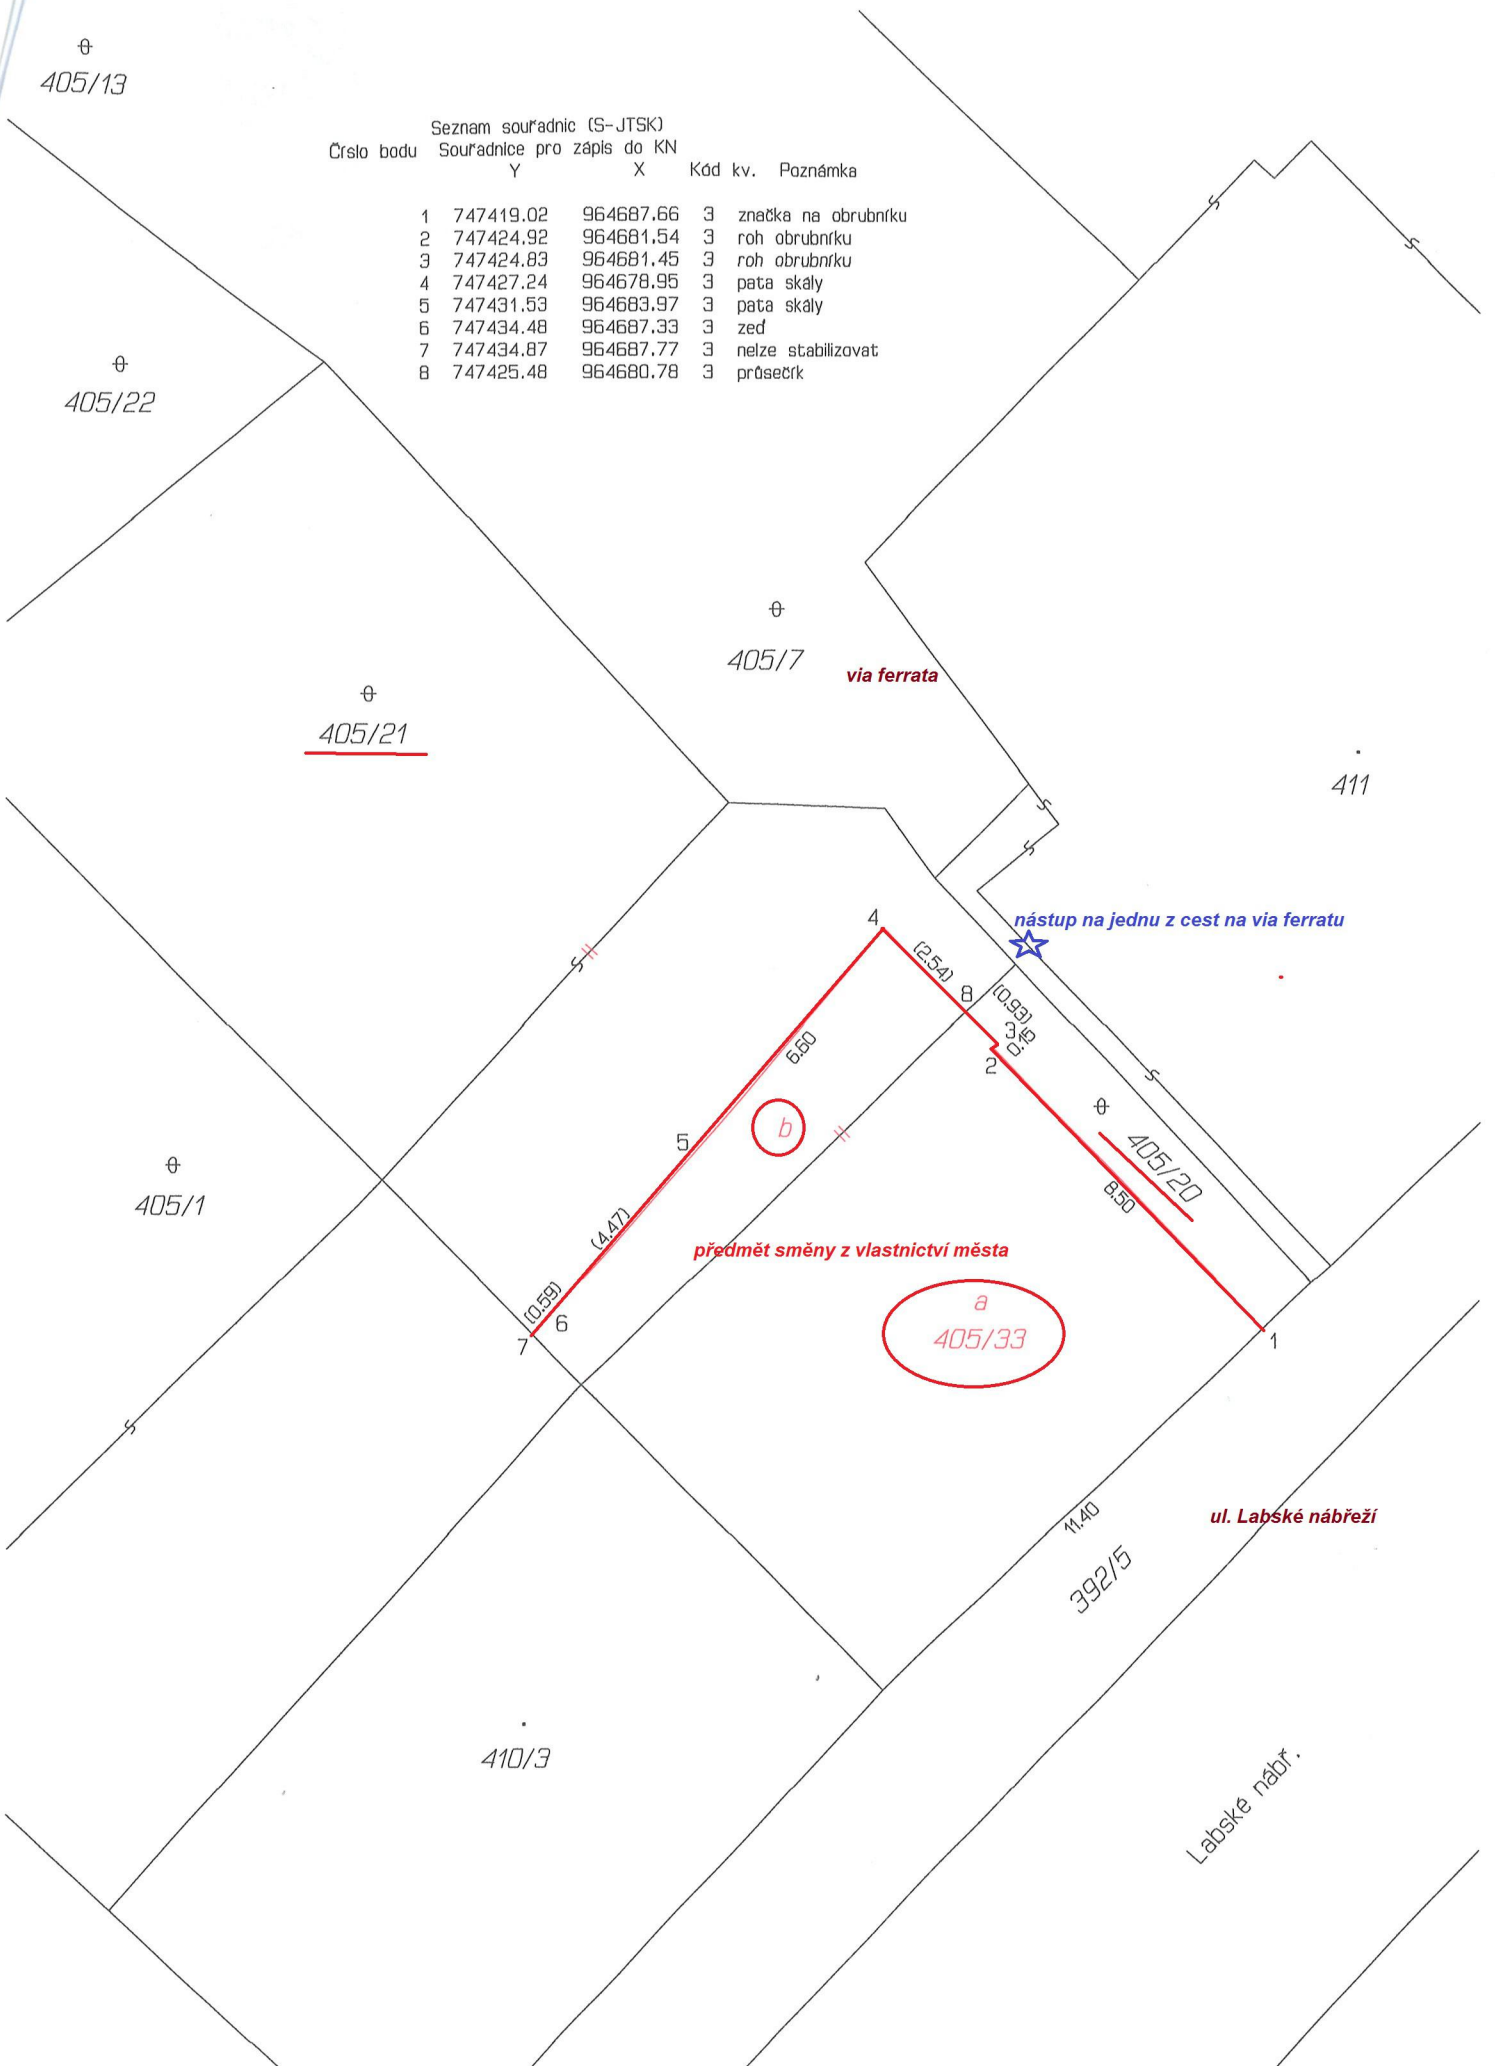 405/13
Seznam souřadnic (S-JTSK)
Číslo bodu Souřadnice pro zápis do KN
Y X Kód kv. Poznámka
1 747419.02 964687.66 3 značka na obrubníku
2 747424.92 964681.54 3 roh obrubníku
3 747424.83 964681.45 3 roh obrubníku
4 747427.24 964678.95 3 pata skály
5 747431.53 964683.97 3 pata skály
6 747434.48 964687.33 3 zeď
7 747434.87 964687.77 3 nelze stabilizovat
8 747425.48 964680.78 3 průsečík
405/22
405/7
via ferrata
405/21
411
nástup na jednu z cest na via ferratu
4
(2.54)
8
(0.93)
3
0.15
2
6.60
b
5
405/20
8.50
405/1
(4.47)
předmět směny z vlastnictví města
(0.59)
6
7
a
405/33
1
11.40
ul. Labské nábřeží
392/5
410/3
Labské nábř.